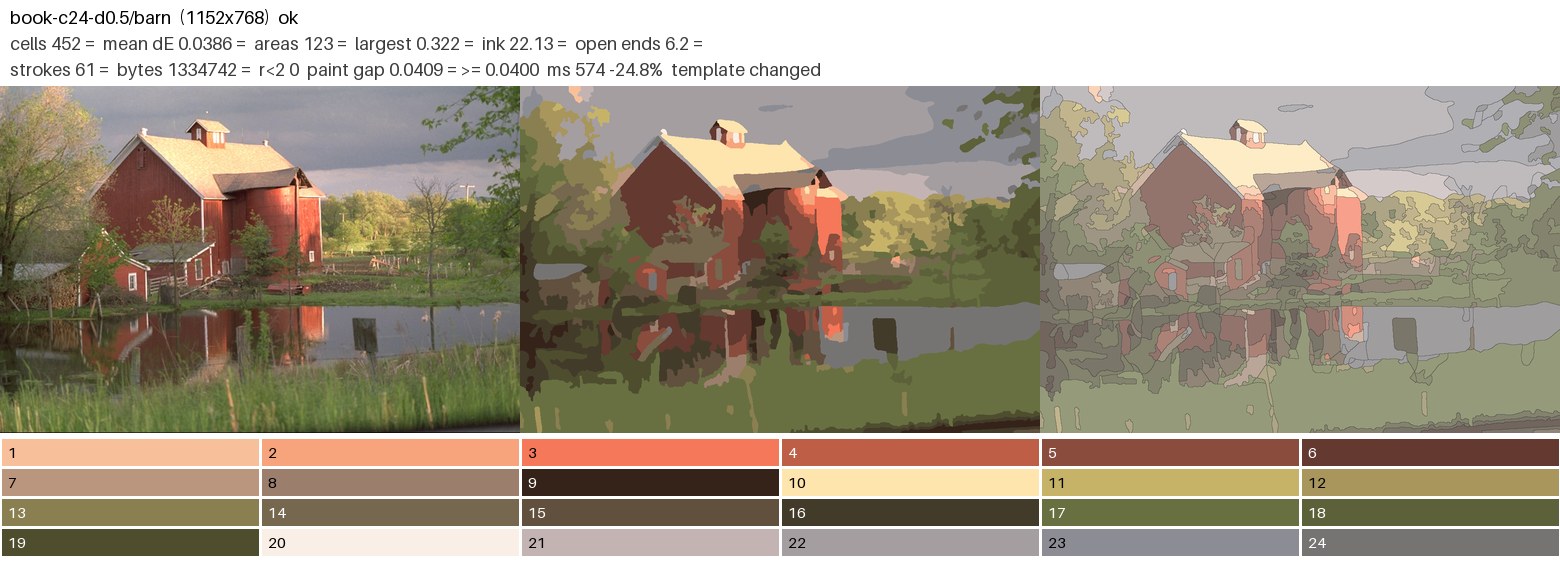 book-c24-d0.5/barn (1152x768) ok
cells 452 = mean dE 0.0386 = areas 123 = largest 0.322 = ink 22.13 = open ends 6.2 =
strokes 61 = bytes 1334742 = r<2 0 paint gap 0.0409 = >= 0.0400 ms 574 -24.8% template changed
1 2 3 4 5 6
7 8 9 10 11 12
13 14 15 16 17 18
19 20 21 22 23 24